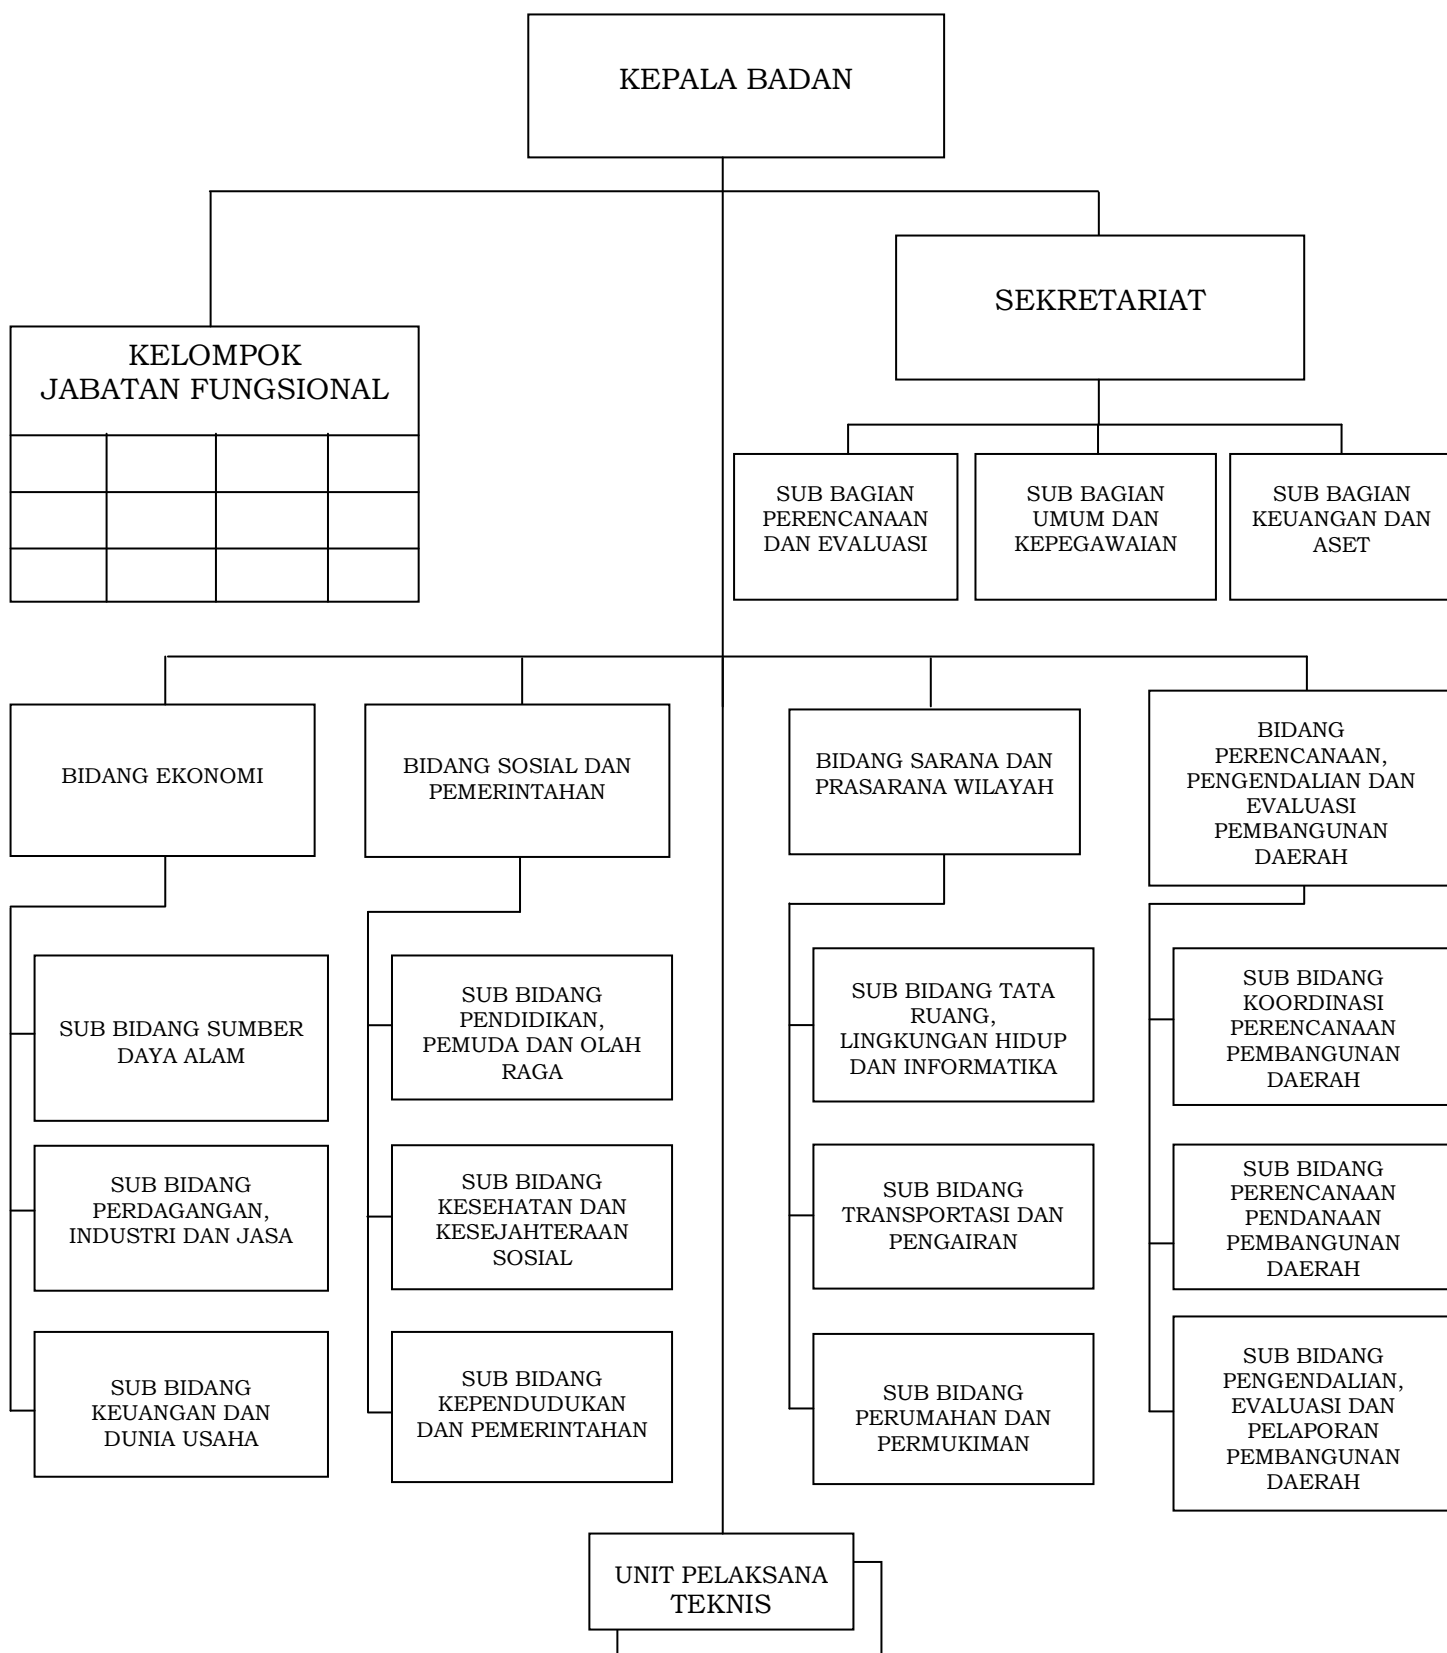 KEPALA BADAN
SEKRETARIAT
KELOMPOK
JABATAN FUNGSIONAL
SUB BAGIAN
PERENCANAAN
DAN EVALUASI
SUB BAGIAN
UMUM DAN
KEPEGAWAIAN
SUB BAGIAN
KEUANGAN DAN
ASET
BIDANG EKONOMI
BIDANG SOSIAL DAN
PEMERINTAHAN
BIDANG SARANA DAN
PRASARANA WILAYAH
BIDANG
PERENCANAAN,
PENGENDALIAN DAN
EVALUASI
PEMBANGUNAN
DAERAH
SUB BIDANG SUMBER
DAYA ALAM
SUB BIDANG
PERDAGANGAN,
INDUSTRI DAN JASA
SUB BIDANG
KEUANGAN DAN
DUNIA USAHA
SUB BIDANG
PENDIDIKAN,
PEMUDA DAN OLAH
RAGA
SUB BIDANG
KESEHATAN DAN
KESEJAHTERAAN
SOSIAL
SUB BIDANG
KEPENDUDUKAN
DAN PEMERINTAHAN
SUB BIDANG TATA
RUANG,
LINGKUNGAN HIDUP
DAN INFORMATIKA
SUB BIDANG
TRANSPORTASI DAN
PENGAIRAN
SUB BIDANG
PERUMAHAN DAN
PERMUKIMAN
SUB BIDANG
KOORDINASI
PERENCANAAN
PEMBANGUNAN
DAERAH
SUB BIDANG
PERENCANAAN
PENDANAAN
PEMBANGUNAN
DAERAH
SUB BIDANG
PENGENDALIAN,
EVALUASI DAN
PELAPORAN
PEMBANGUNAN
DAERAH
UNIT PELAKSANA
TEKNIS